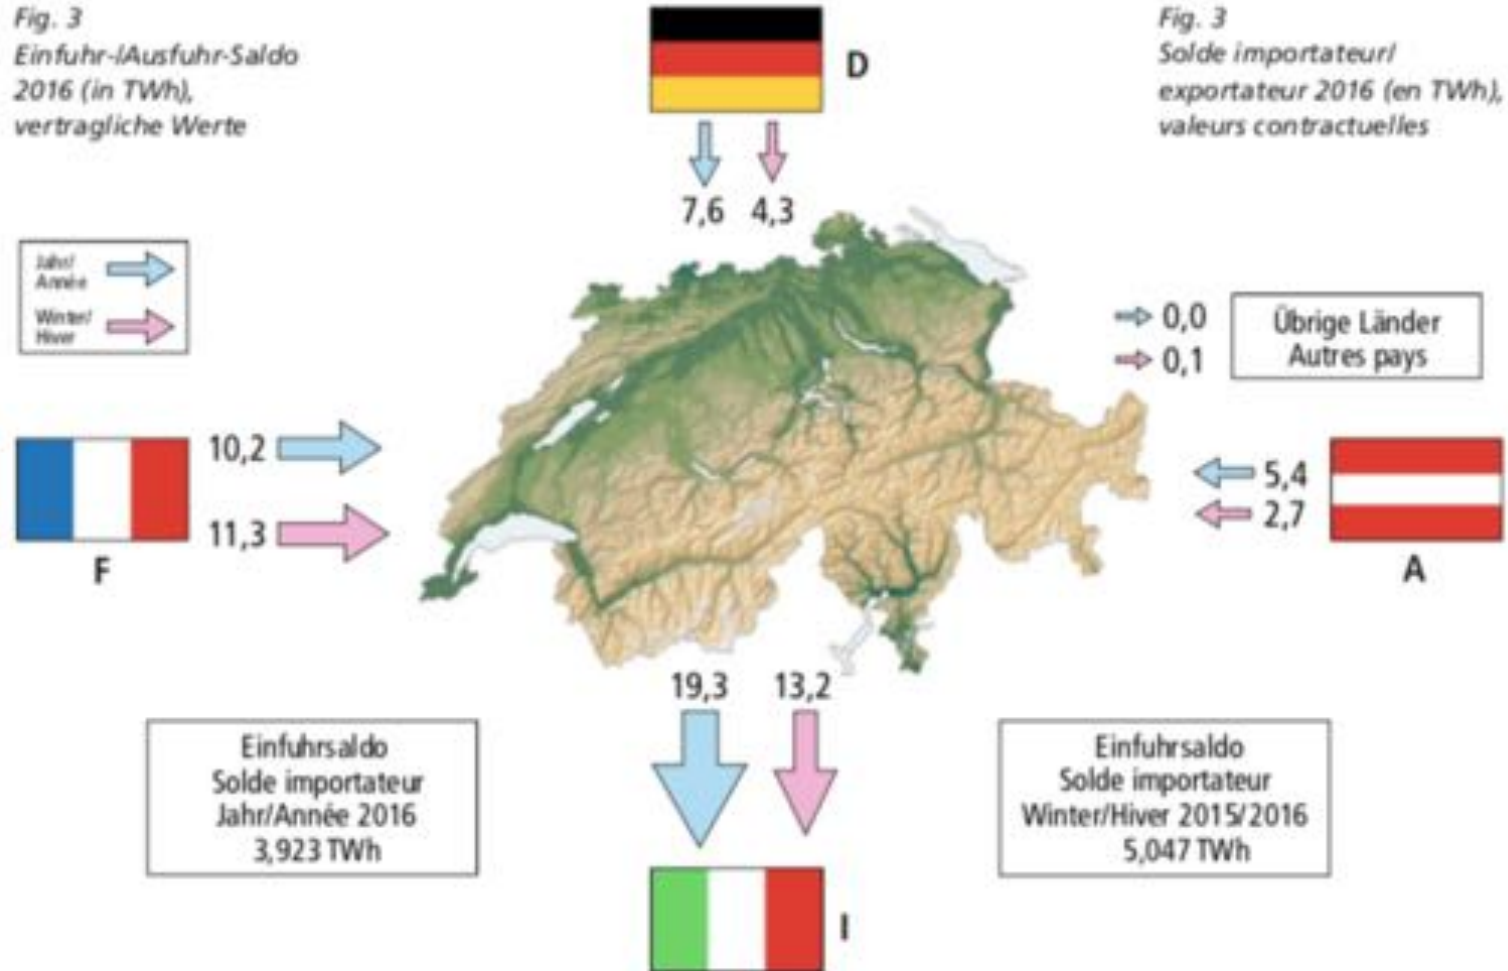 Fig. 3
Einfuhr-/Ausfuhr-Saldo
2016 (in TWh),
vertragliche Werte
Fig. 3
Solde importateur/
exportateur 2016 (en TWh),
valeurs contractuelles
D
7,6 4,3
Jahr/
Année
Winter/
Hiver
0,0
0,1
Übrige Länder
Autres pays
10,2
11,3
F
5,4
2,7
A
19,3 13,2
Einfuhrsaldo
Solde importateur
Jahr/Année 2016
3,923 TWh
Einfuhrsaldo
Solde importateur
Winter/Hiver 2015/2016
5,047 TWh
I